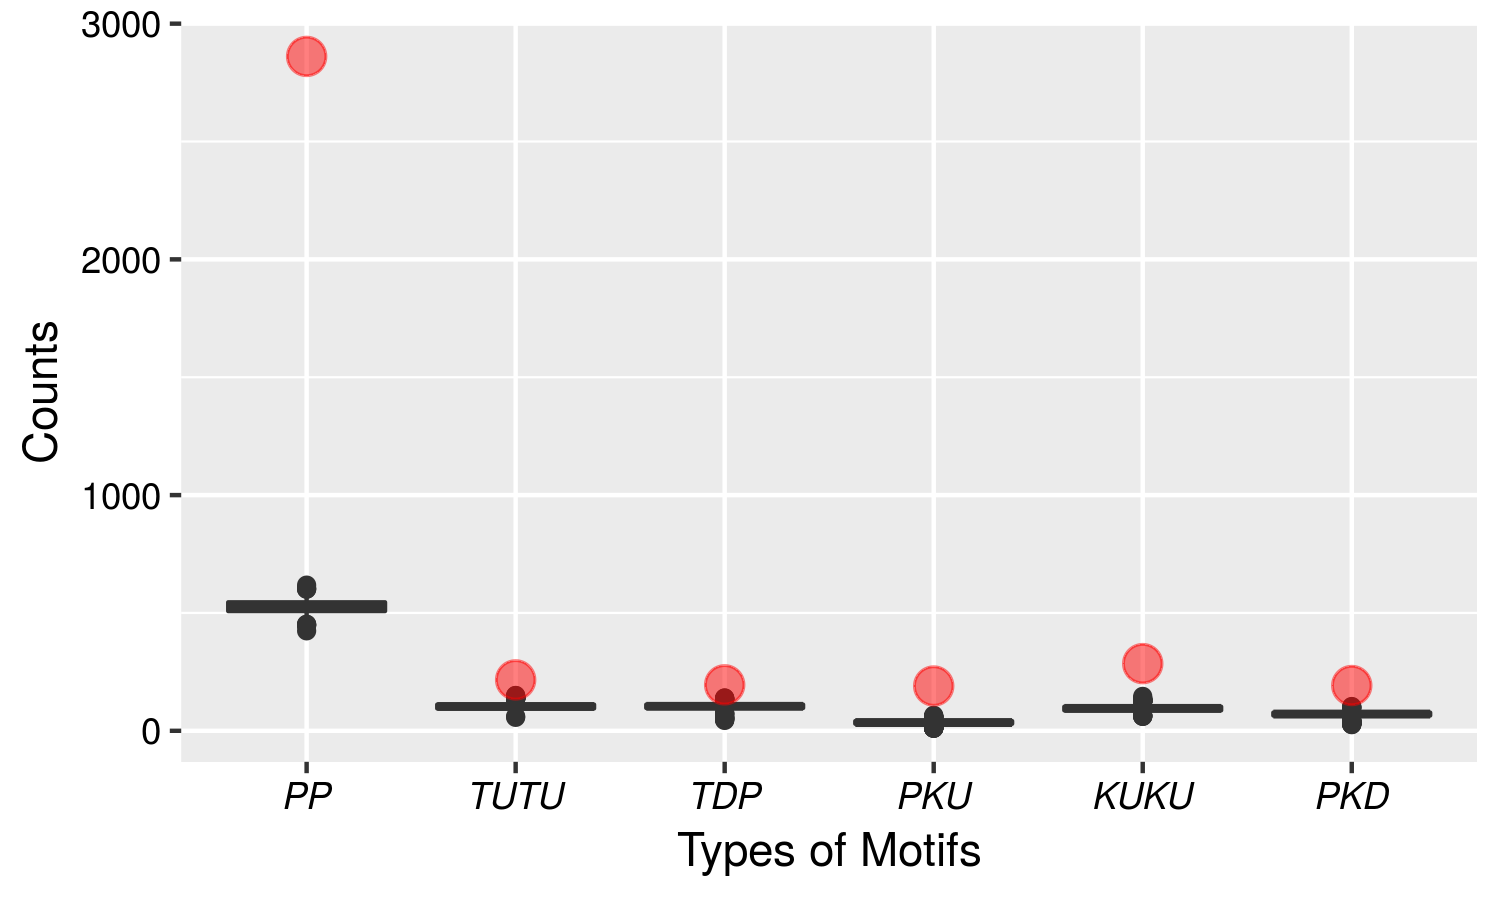 3000
2000
1000
0
Counts
PP TUTU TDP PKU KUKU PKD
Types of Motifs